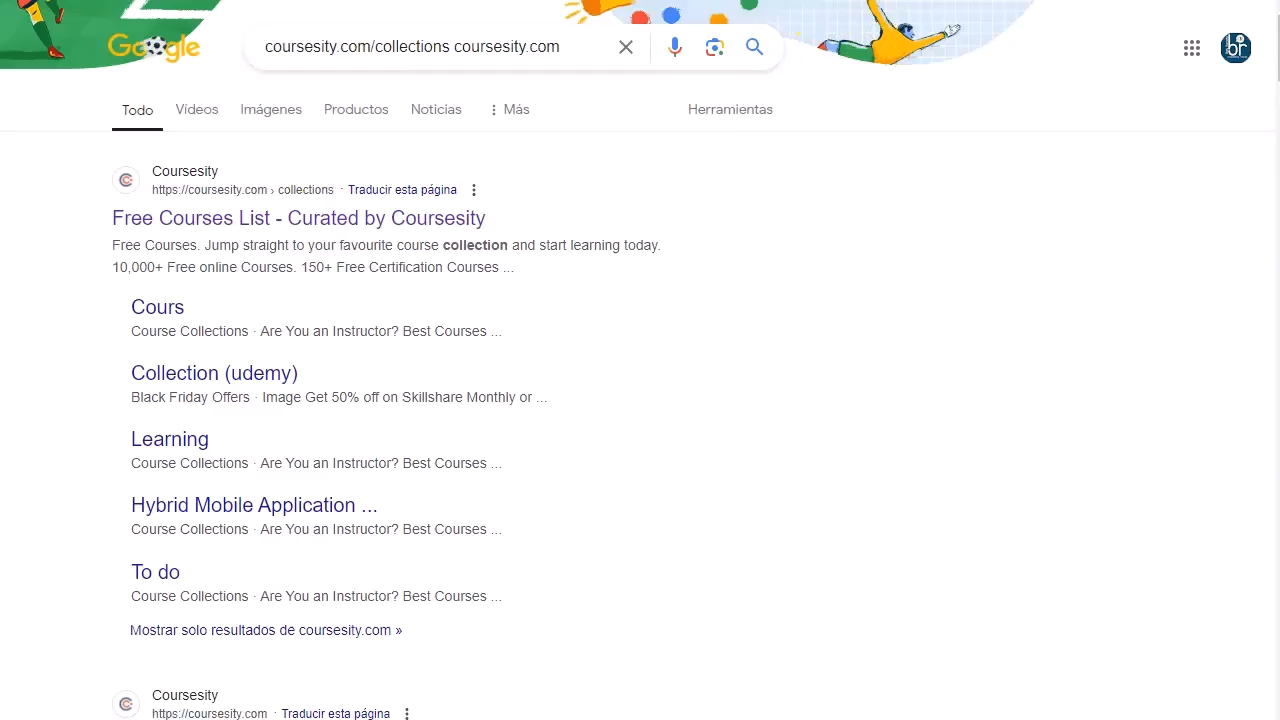 Google
coursesity.com/collections coursesity.com
Todo
Vídeos
Imágenes
Productos
Noticias
Más
Herramientas
Coursesity
https://coursesity.com › collections · Traducir esta página
Free Courses List - Curated by Coursesity
Free Courses. Jump straight to your favourite course collection and start learning today.
10,000+ Free online Courses. 150+ Free Certification Courses ...
Cours
Course Collections · Are You an Instructor? Best Courses ...
Collection (udemy)
Black Friday Offers · Image Get 50% off on Skillshare Monthly or ...
Learning
Course Collections · Are You an Instructor? Best Courses ...
Hybrid Mobile Application ...
Course Collections · Are You an Instructor? Best Courses ...
To do
Course Collections · Are You an Instructor? Best Courses ...
Mostrar solo resultados de coursesity.com »
Coursesity
https://coursesity.com · Traducir esta página